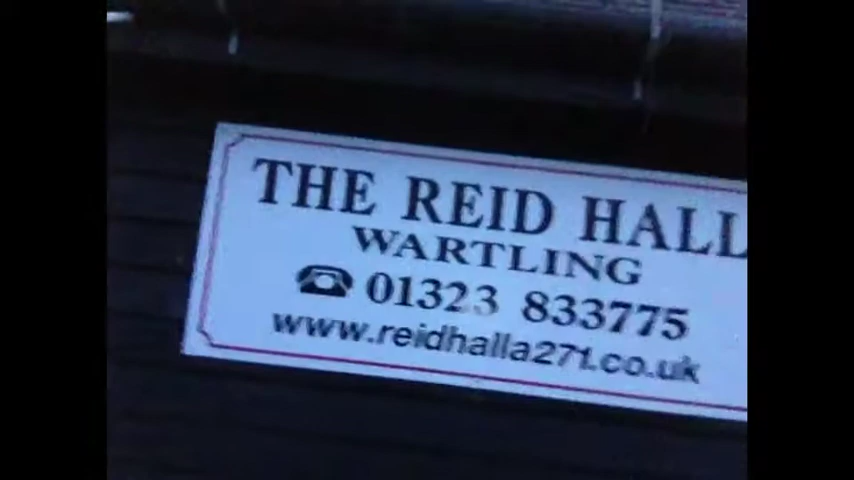 THE REID HALL
WARTLING
01323 833775
www.reidhalla271.co.uk